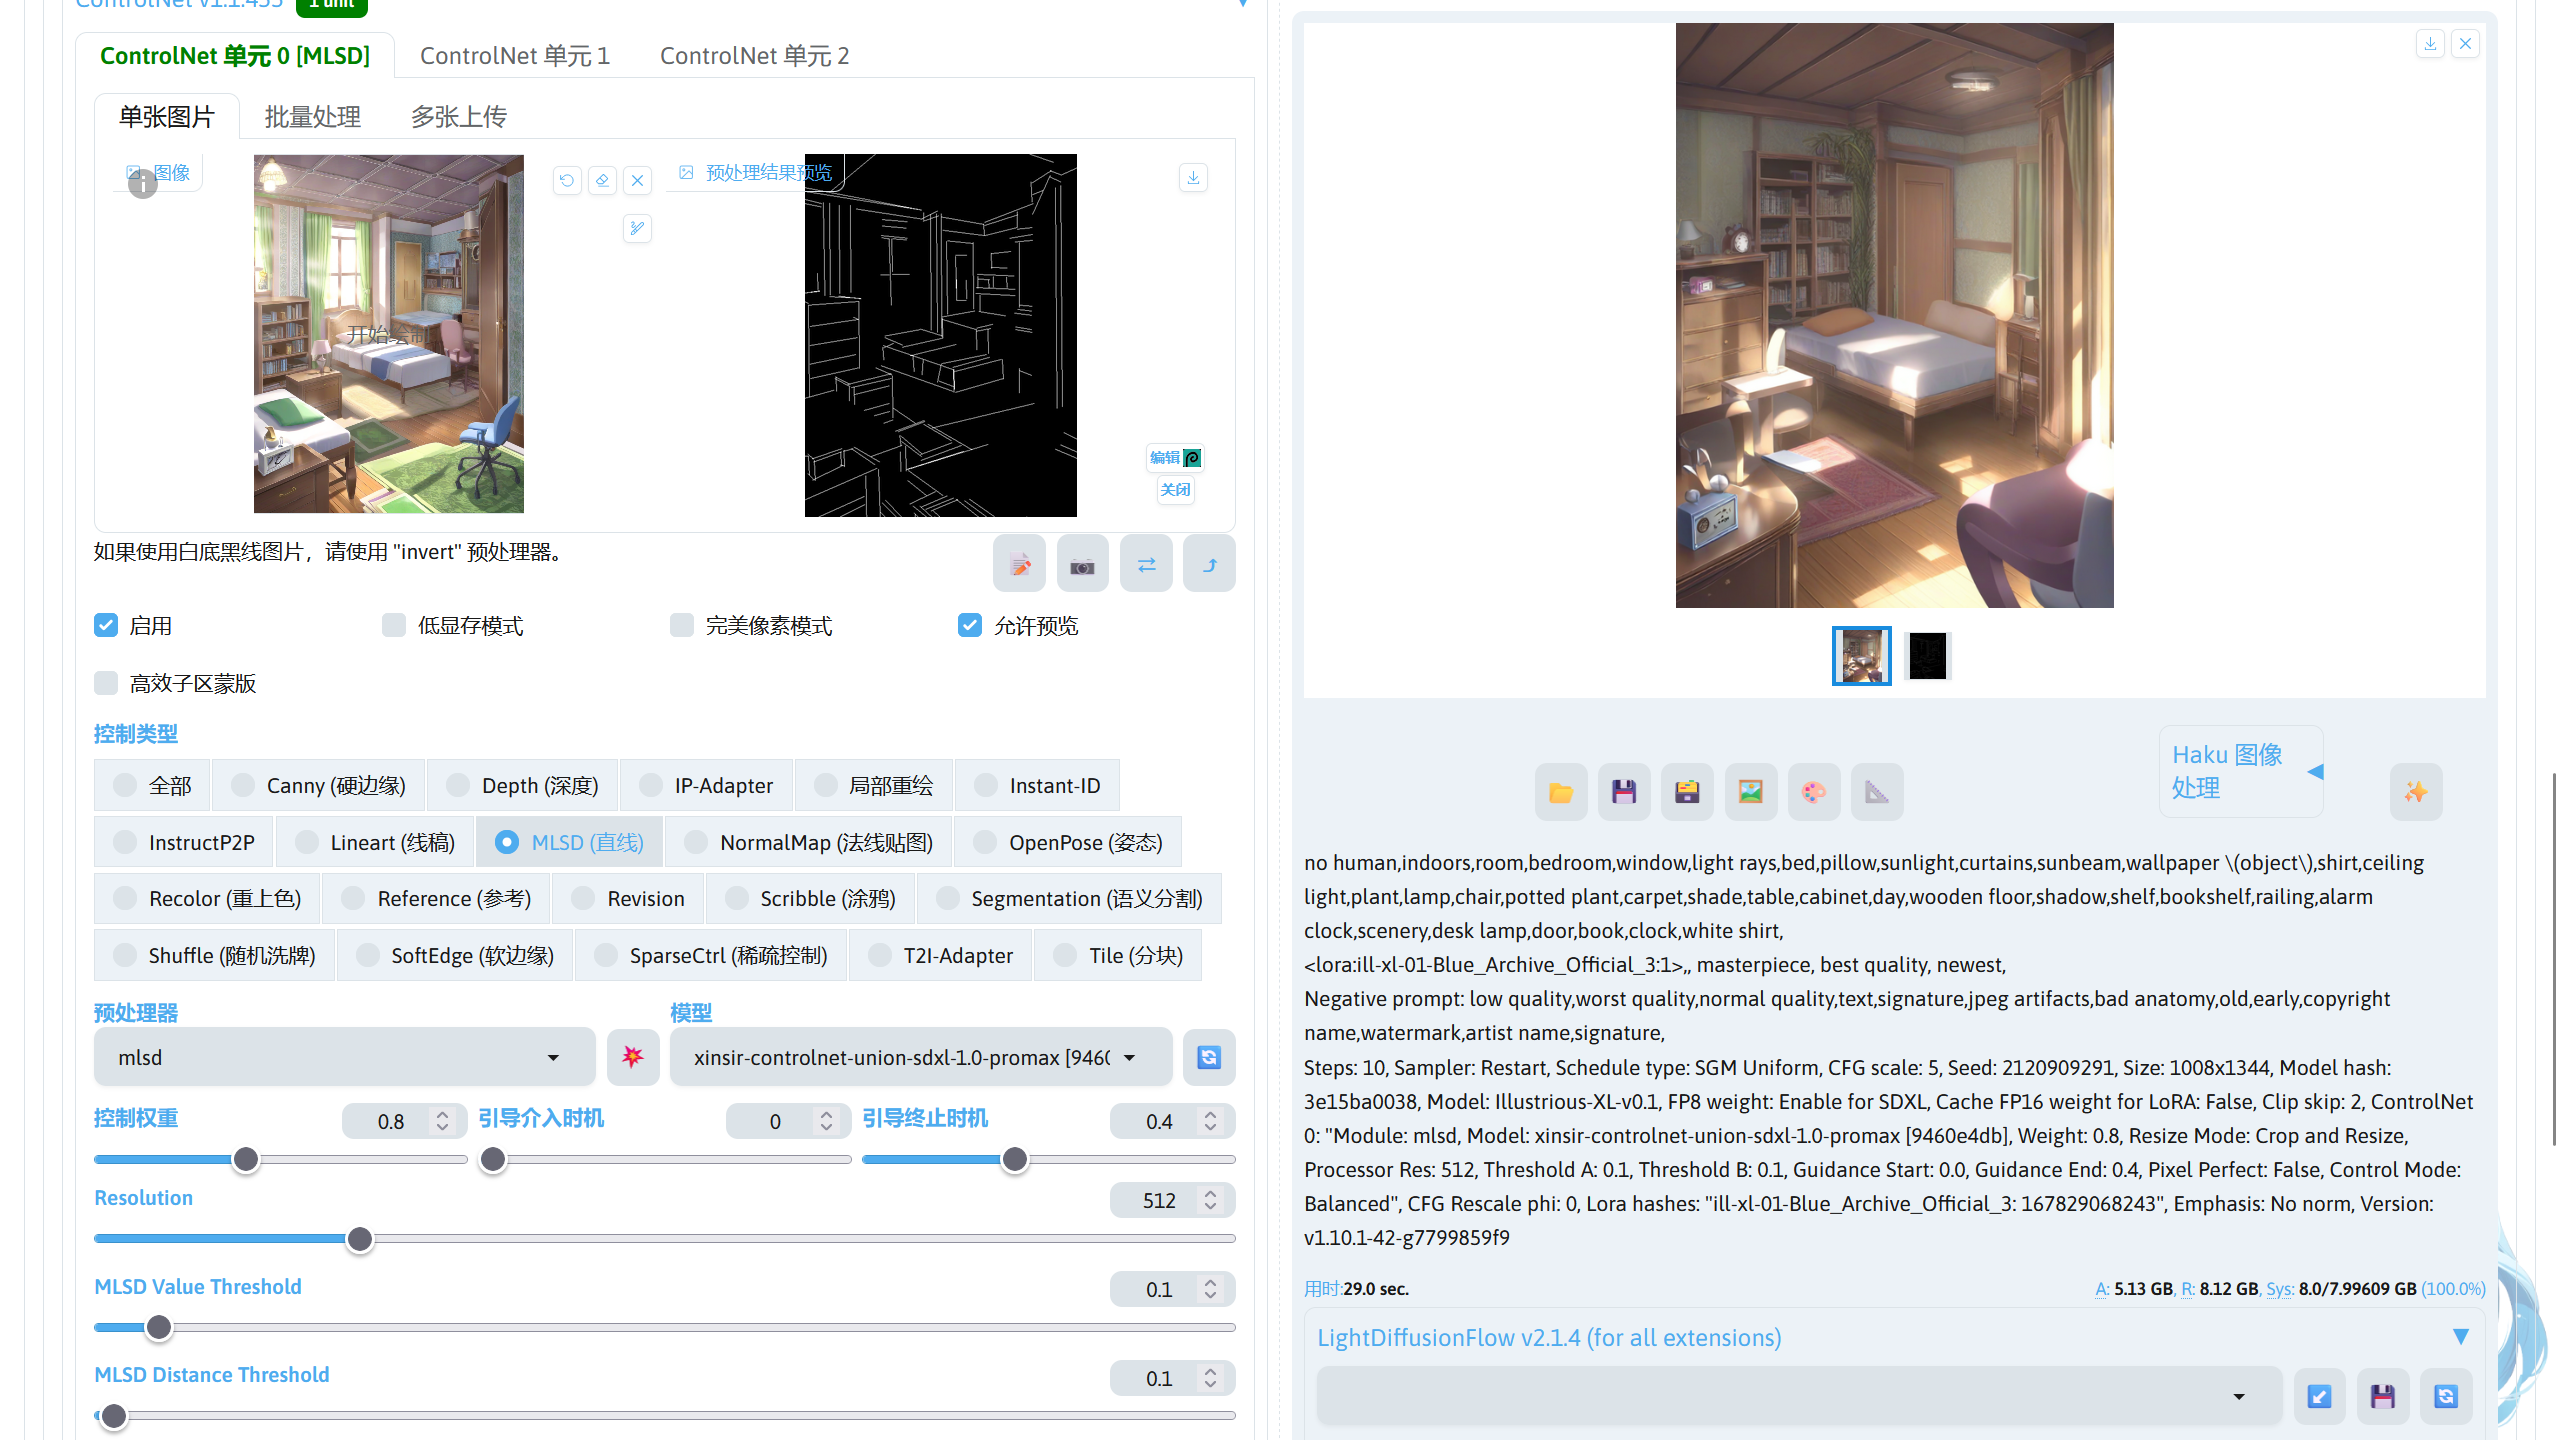 ControlNet v1.1.455 1 unit
ControlNet 单元 0 [MLSD] ControlNet 单元 1 ControlNet 单元 2
单张图片 批量处理 多张上传
图像 预处理结果预览
开始绘制
编辑
关闭
如果使用白底黑线图片，请使用 "invert" 预处理器。
启用 低显存模式 完美像素模式 允许预览
高效子区蒙版
控制类型
全部 Canny (硬边缘) Depth (深度) IP-Adapter 局部重绘 Instant-ID
InstructP2P Lineart (线稿) MLSD (直线) NormalMap (法线贴图) OpenPose (姿态)
Recolor (重上色) Reference (参考) Revision Scribble (涂鸦) Segmentation (语义分割)
Shuffle (随机洗牌) SoftEdge (软边缘) SparseCtrl (稀疏控制) T2I-Adapter Tile (分块)
预处理器 模型
mlsd xinsir-controlnet-union-sdxl-1.0-promax [946(
控制权重 0.8 引导介入时机 0 引导终止时机 0.4
Resolution 512
MLSD Value Threshold 0.1
MLSD Distance Threshold 0.1
Haku 图像
处理
no human,indoors,room,bedroom,window,light rays,bed,pillow,sunlight,curtains,sunbeam,wallpaper \(object\),shirt,ceiling
light,plant,lamp,chair,potted plant,carpet,shade,table,cabinet,day,wooden floor,shadow,shelf,bookshelf,railing,alarm
clock,scenery,desk lamp,door,book,clock,white shirt,
<lora:ill-xl-01-Blue_Archive_Official_3:1>,, masterpiece, best quality, newest,
Negative prompt: low quality,worst quality,normal quality,text,signature,jpeg artifacts,bad anatomy,old,early,copyright
name,watermark,artist name,signature,
Steps: 10, Sampler: Restart, Schedule type: SGM Uniform, CFG scale: 5, Seed: 2120909291, Size: 1008x1344, Model hash:
3e15ba0038, Model: Illustrious-XL-v0.1, FP8 weight: Enable for SDXL, Cache FP16 weight for LoRA: False, Clip skip: 2, ControlNet
0: "Module: mlsd, Model: xinsir-controlnet-union-sdxl-1.0-promax [9460e4db], Weight: 0.8, Resize Mode: Crop and Resize,
Processor Res: 512, Threshold A: 0.1, Threshold B: 0.1, Guidance Start: 0.0, Guidance End: 0.4, Pixel Perfect: False, Control Mode:
Balanced", CFG Rescale phi: 0, Lora hashes: "ill-xl-01-Blue_Archive_Official_3: 167829068243", Emphasis: No norm, Version:
v1.10.1-42-g7799859f9
用时:29.0 sec. A: 5.13 GB, R: 8.12 GB, Sys: 8.0/7.99609 GB (100.0%)
LightDiffusionFlow v2.1.4 (for all extensions)